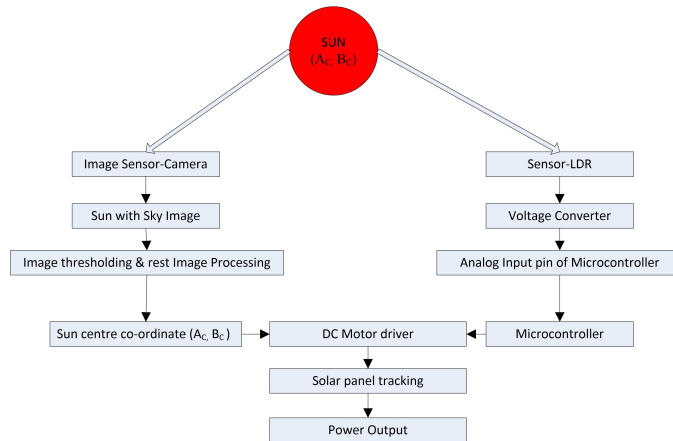 SUN
(A_C, B_C)
Image Sensor-Camera
Sensor-LDR
Sun with Sky Image
Voltage Converter
Image thresholding & rest Image Processing
Analog Input pin of Microcontroller
Sun centre co-ordinate (A_C, B_C )
DC Motor driver
Microcontroller
Solar panel tracking
Power Output